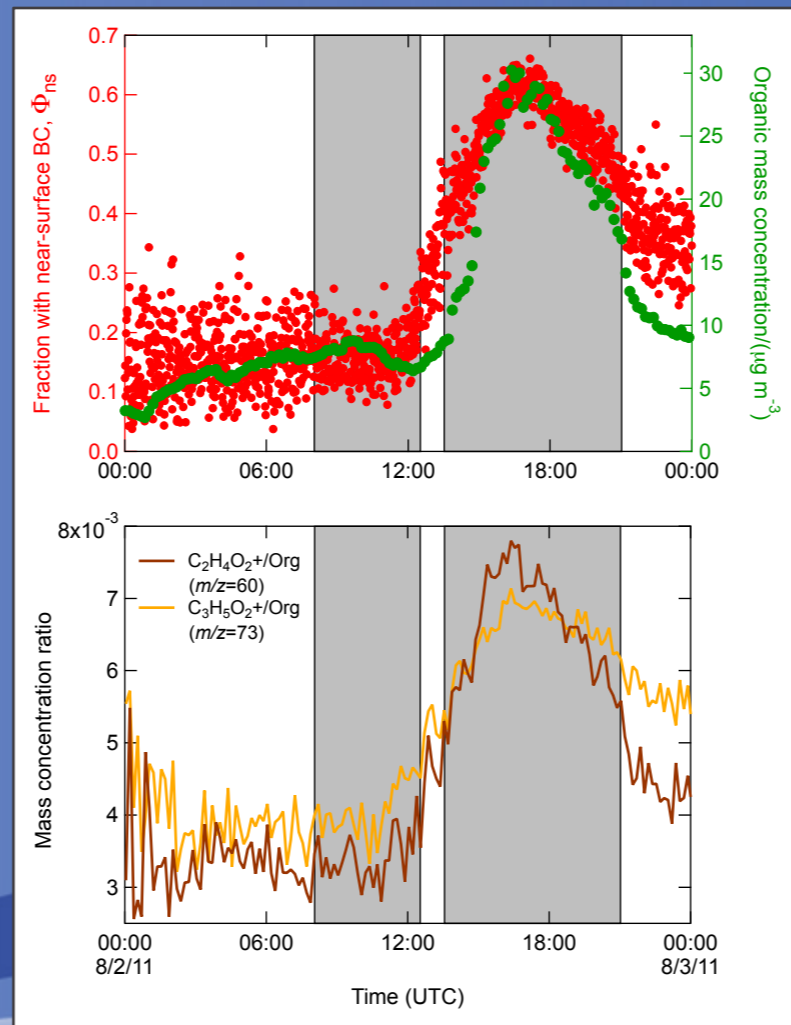 0.7
0.6
0.5
0.4
0.3
0.2
0.1
0.0
Fraction with near-surface BC, Φns
30
25
20
15
10
5
0
Organic mass concentration/(μg m⁻³)
00:00 06:00 12:00 18:00 00:00
8x10⁻³
7
6
5
4
3
Mass concentration ratio
C₂H₄O₂+/Org
(m/z=60)
C₃H₅O₂+/Org
(m/z=73)
00:00 06:00 12:00 18:00 00:00
8/2/11 8/3/11
Time (UTC)